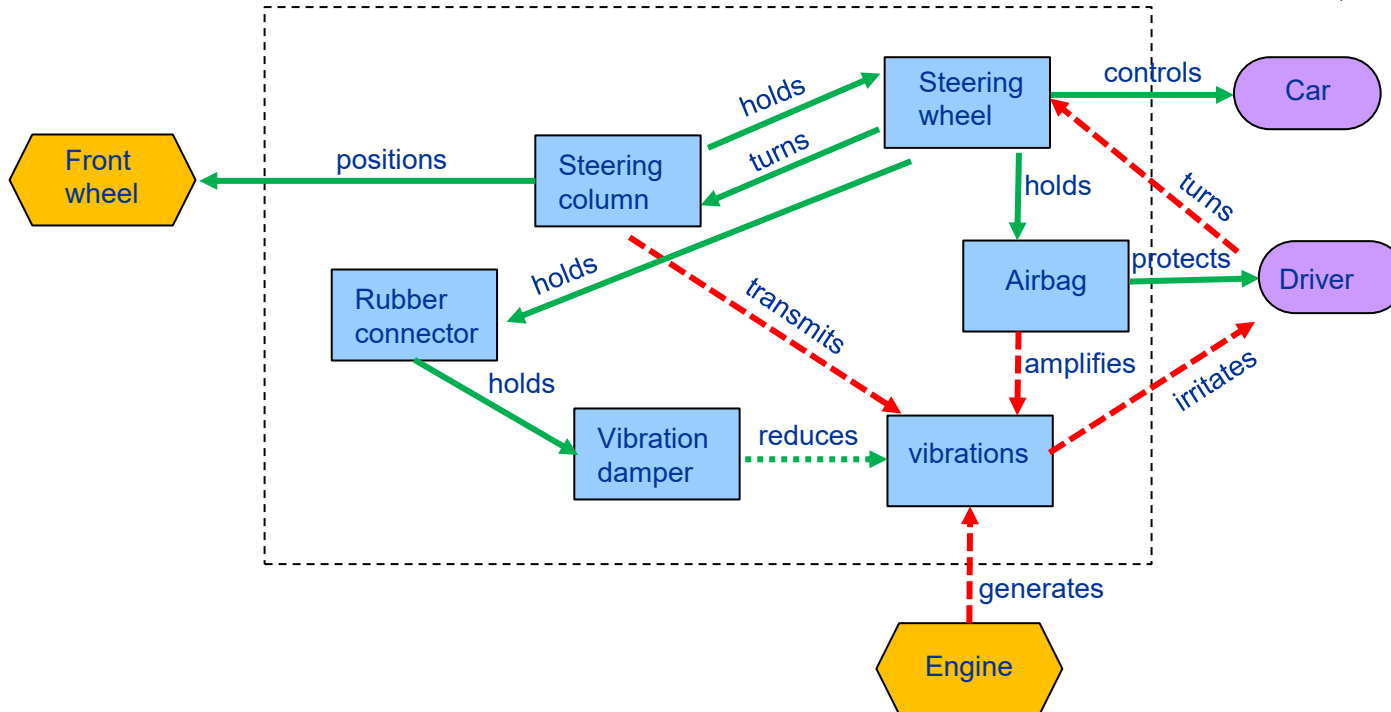 Steering
wheel
controls
Car
holds
Front
wheel
positions
Steering
column
turns
holds
turns
protects
Airbag
Driver
holds
Rubber
connector
transmits
amplifies
irritates
holds
Vibration
damper
reduces
vibrations
generates
Engine